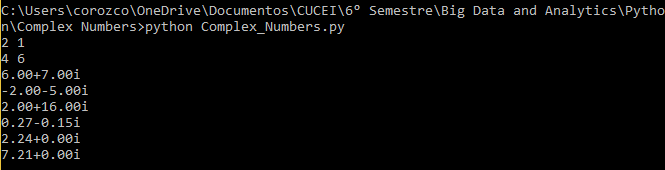 C:\Users\corozco\OneDrive\Documentos\CUCEI\6º Semestre\Big Data and Analytics\Pytho
n\Complex Numbers>python Complex_Numbers.py
2 1
4 6
6.00+7.00i
-2.00-5.00i
2.00+16.00i
0.27-0.15i
2.24+0.00i
7.21+0.00i